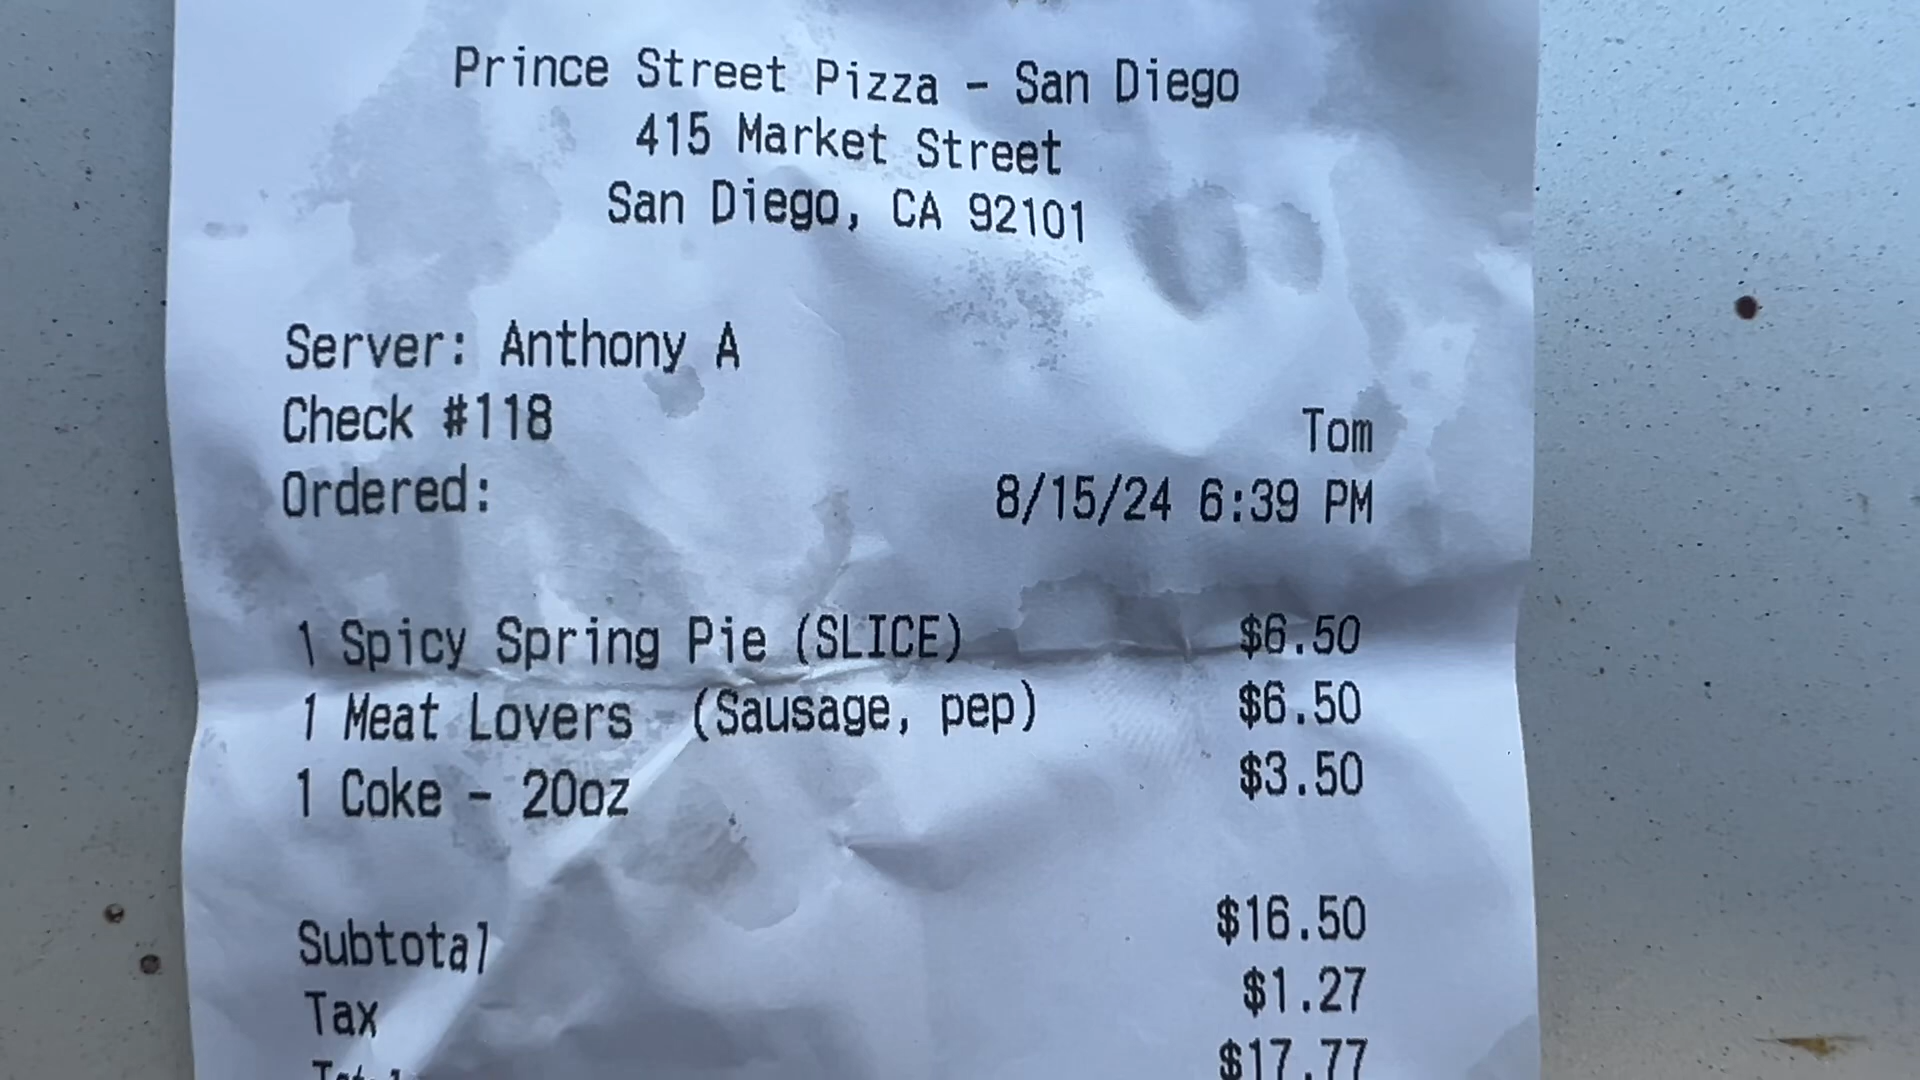 Prince Street Pizza - San Diego
415 Market Street
San Diego, CA 92101
Server: Anthony A
Check #118 Tom
Ordered: 8/15/24 6:39 PM
1 Spicy Spring Pie (SLICE) $6.50
1 Meat Lovers (Sausage, pep) $6.50
1 Coke - 20oz $3.50
Subtotal $16.50
Tax $1.27
Total $17.77